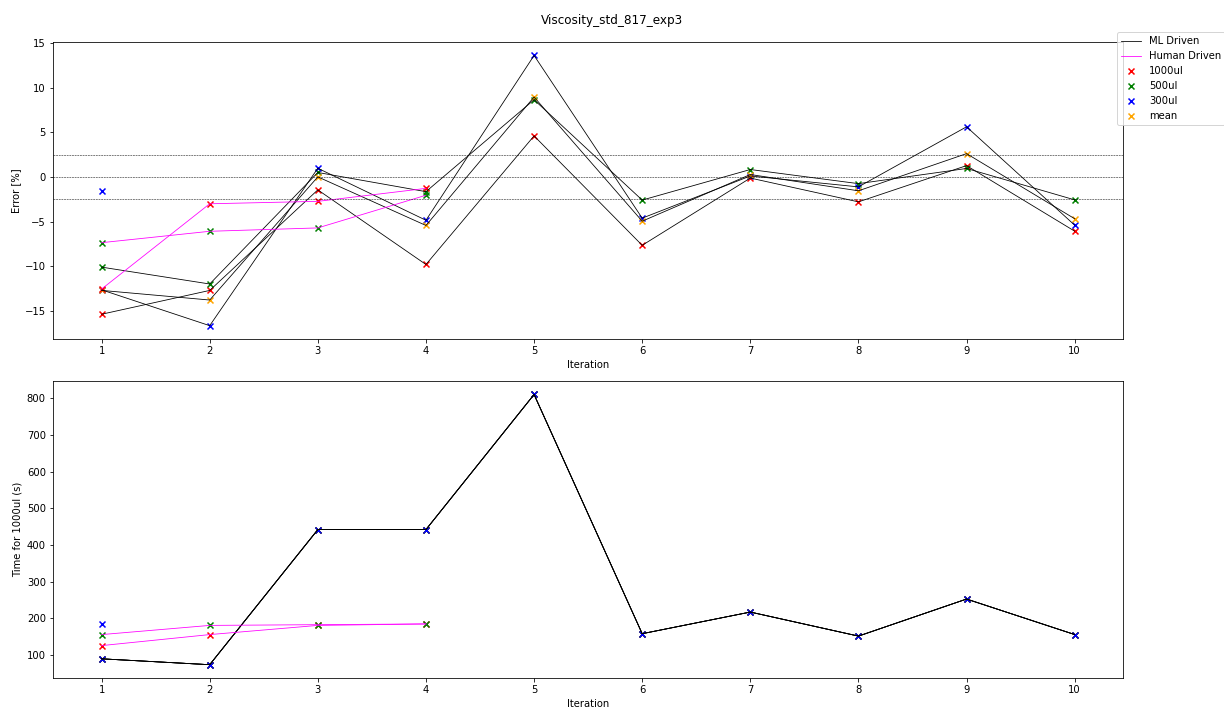 Viscosity_std_817_exp3
ML Driven
Human Driven
1000ul
500ul
300ul
mean
15
10
5
0
−5
−10
−15
Error [%]
1 2 3 4 5 6 7 8 9 10
Iteration
800
700
600
500
400
300
200
100
Time for 1000ul (s)
1 2 3 4 5 6 7 8 9 10
Iteration